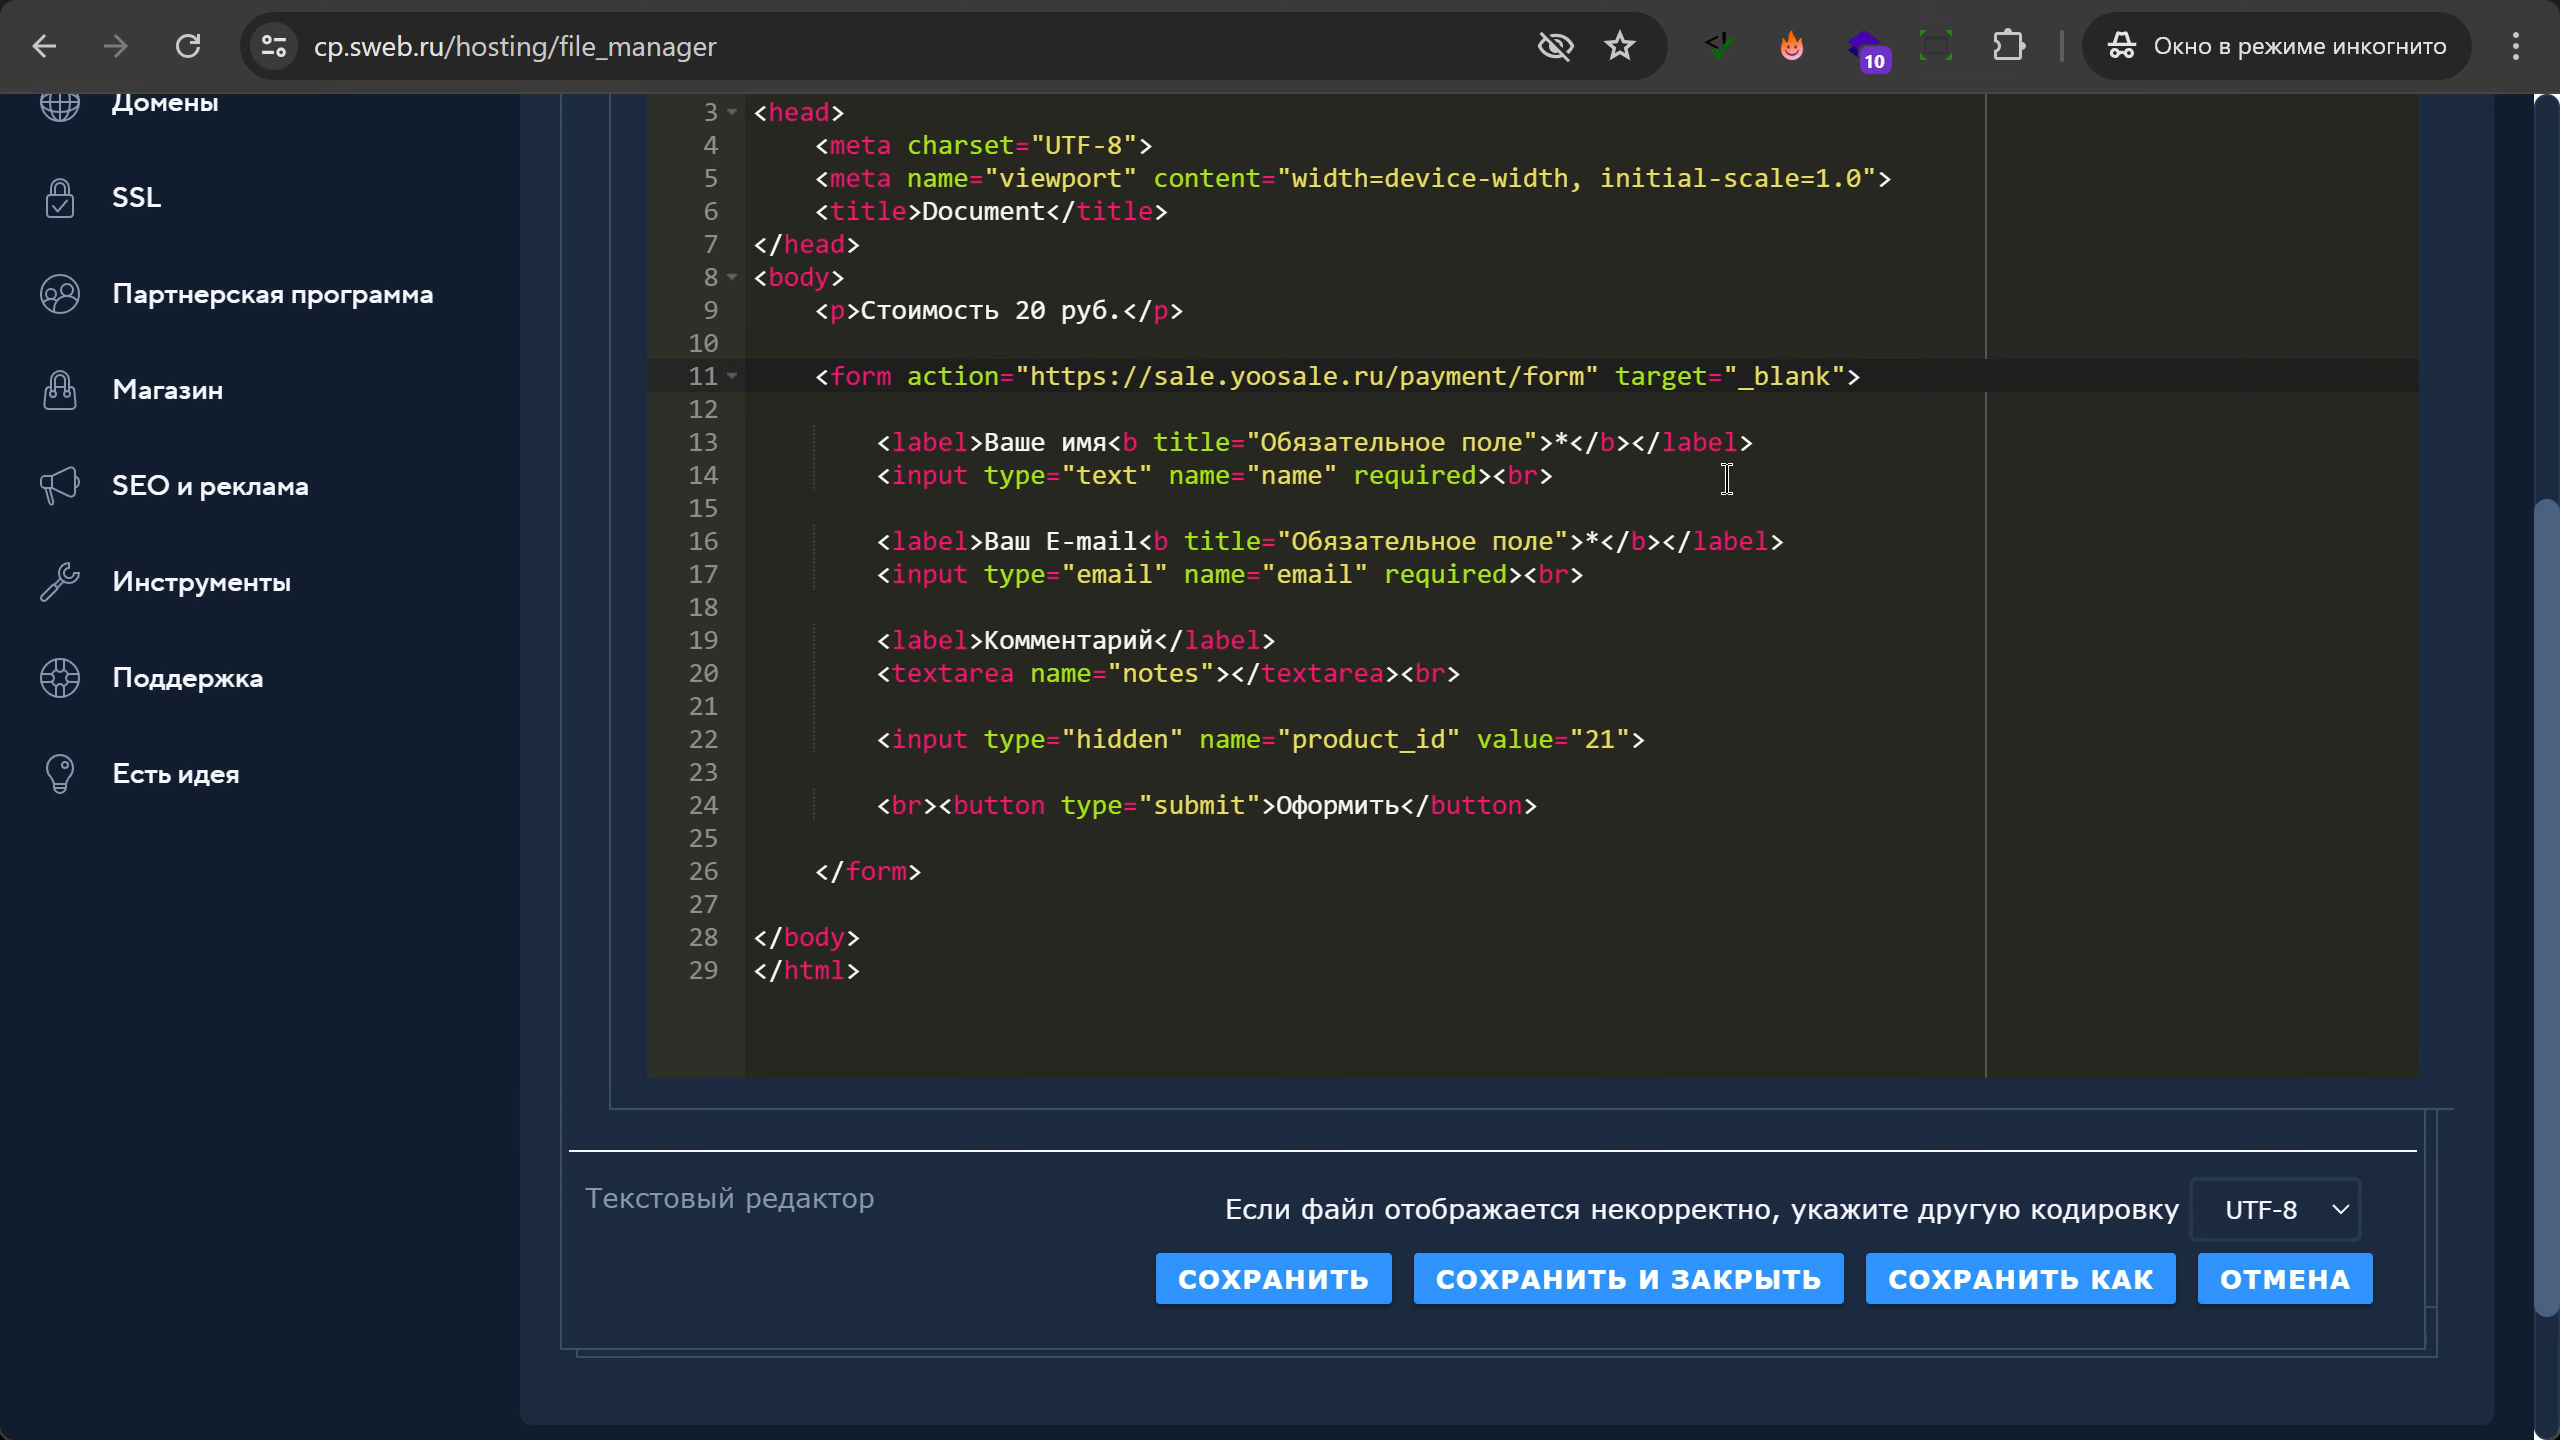 cp.sweb.ru/hosting/file_manager
10
Окно в режиме инкогнито
Домены
SSL
Партнерская программа
Магазин
SEO и реклама
Инструменты
Поддержка
Есть идея
3 <head>
4 <meta charset="UTF-8">
5 <meta name="viewport" content="width=device-width, initial-scale=1.0">
6 <title>Document</title>
7 </head>
8 <body>
9 <p>Стоимость 20 руб.</p>
10
11 <form action="https://sale.yoosale.ru/payment/form" target="_blank">
12
13 <label>Ваше имя<b title="Обязательное поле">*</b></label>
14 <input type="text" name="name" required><br>
15
16 <label>Ваш E-mail<b title="Обязательное поле">*</b></label>
17 <input type="email" name="email" required><br>
18
19 <label>Комментарий</label>
20 <textarea name="notes"></textarea><br>
21
22 <input type="hidden" name="product_id" value="21">
23
24 <br><button type="submit">Оформить</button>
25
26 </form>
27
28 </body>
29 </html>
Текстовый редактор
Если файл отображается некорректно, укажите другую кодировку UTF-8
СОХРАНИТЬ СОХРАНИТЬ И ЗАКРЫТЬ СОХРАНИТЬ КАК ОТМЕНА